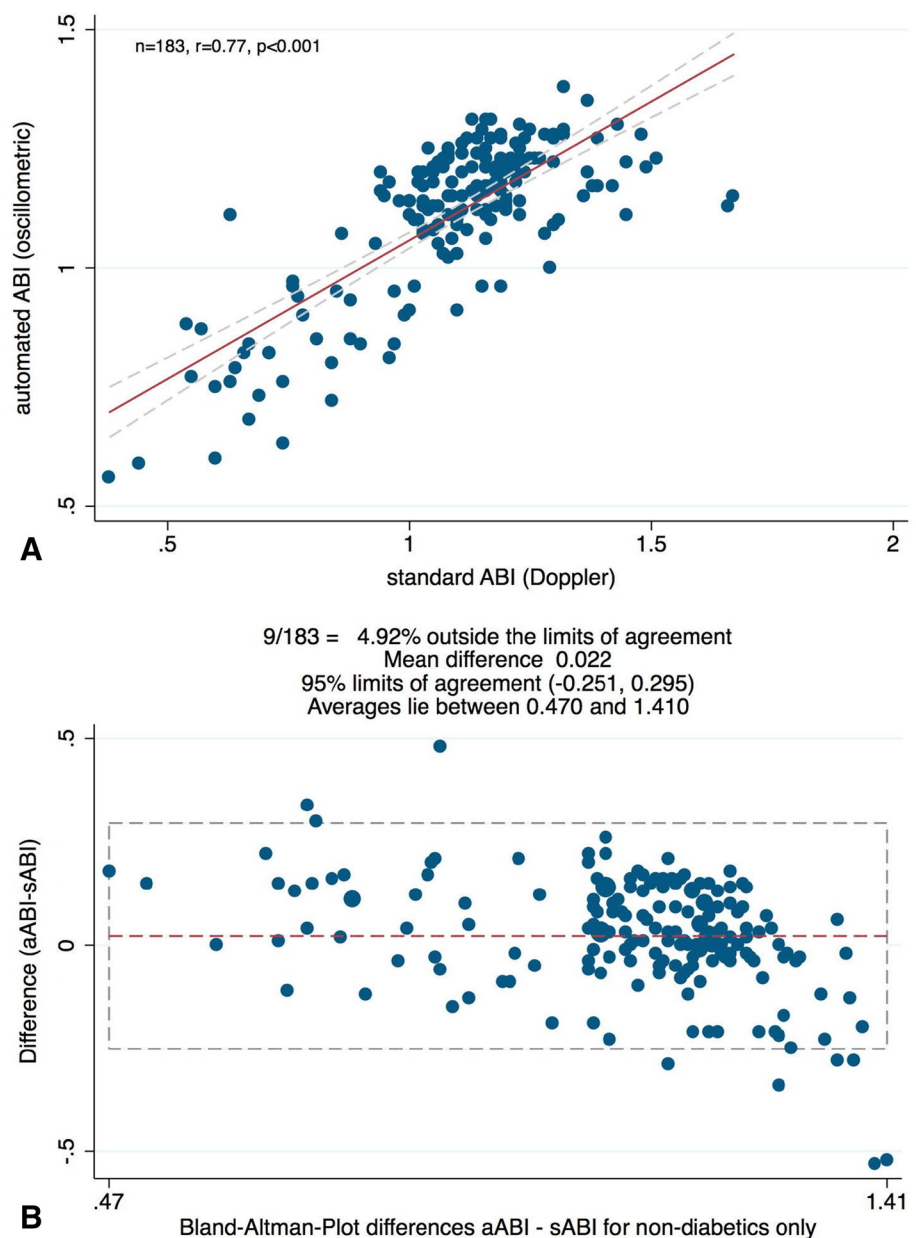 1.5
n=183, r=0.77, p<0.001
automated ABI (oscillometric)
1
.5
.5 1 1.5 2
A
standard ABI (Doppler)
9/183 = 4.92% outside the limits of agreement
Mean difference 0.022
95% limits of agreement (-0.251, 0.295)
Averages lie between 0.470 and 1.410
.5
Difference (aABI-sABI)
0
-.5
.47 1.41
B
Bland-Altman-Plot differences aABI - sABI for non-diabetics only